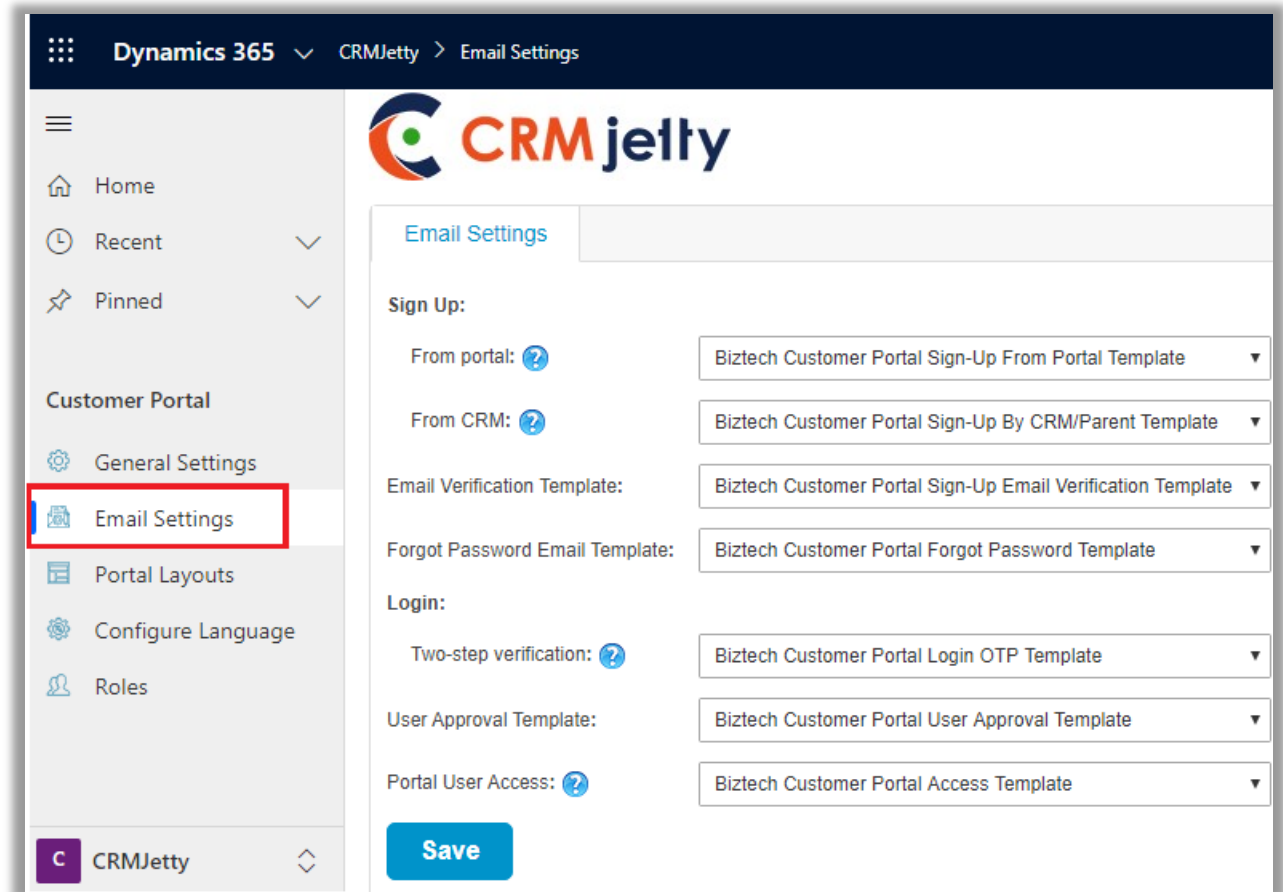 Dynamics 365 CRMJetty > Email Settings
CRMjetty
Home
Recent
Pinned
Customer Portal
General Settings
Email Settings
Portal Layouts
Configure Language
Roles
C CRMJetty
Email Settings
Sign Up:
From portal: ? Biztech Customer Portal Sign-Up From Portal Template
From CRM: ? Biztech Customer Portal Sign-Up By CRM/Parent Template
Email Verification Template: Biztech Customer Portal Sign-Up Email Verification Template
Forgot Password Email Template: Biztech Customer Portal Forgot Password Template
Login:
Two-step verification: ? Biztech Customer Portal Login OTP Template
User Approval Template: Biztech Customer Portal User Approval Template
Portal User Access: ? Biztech Customer Portal Access Template
Save